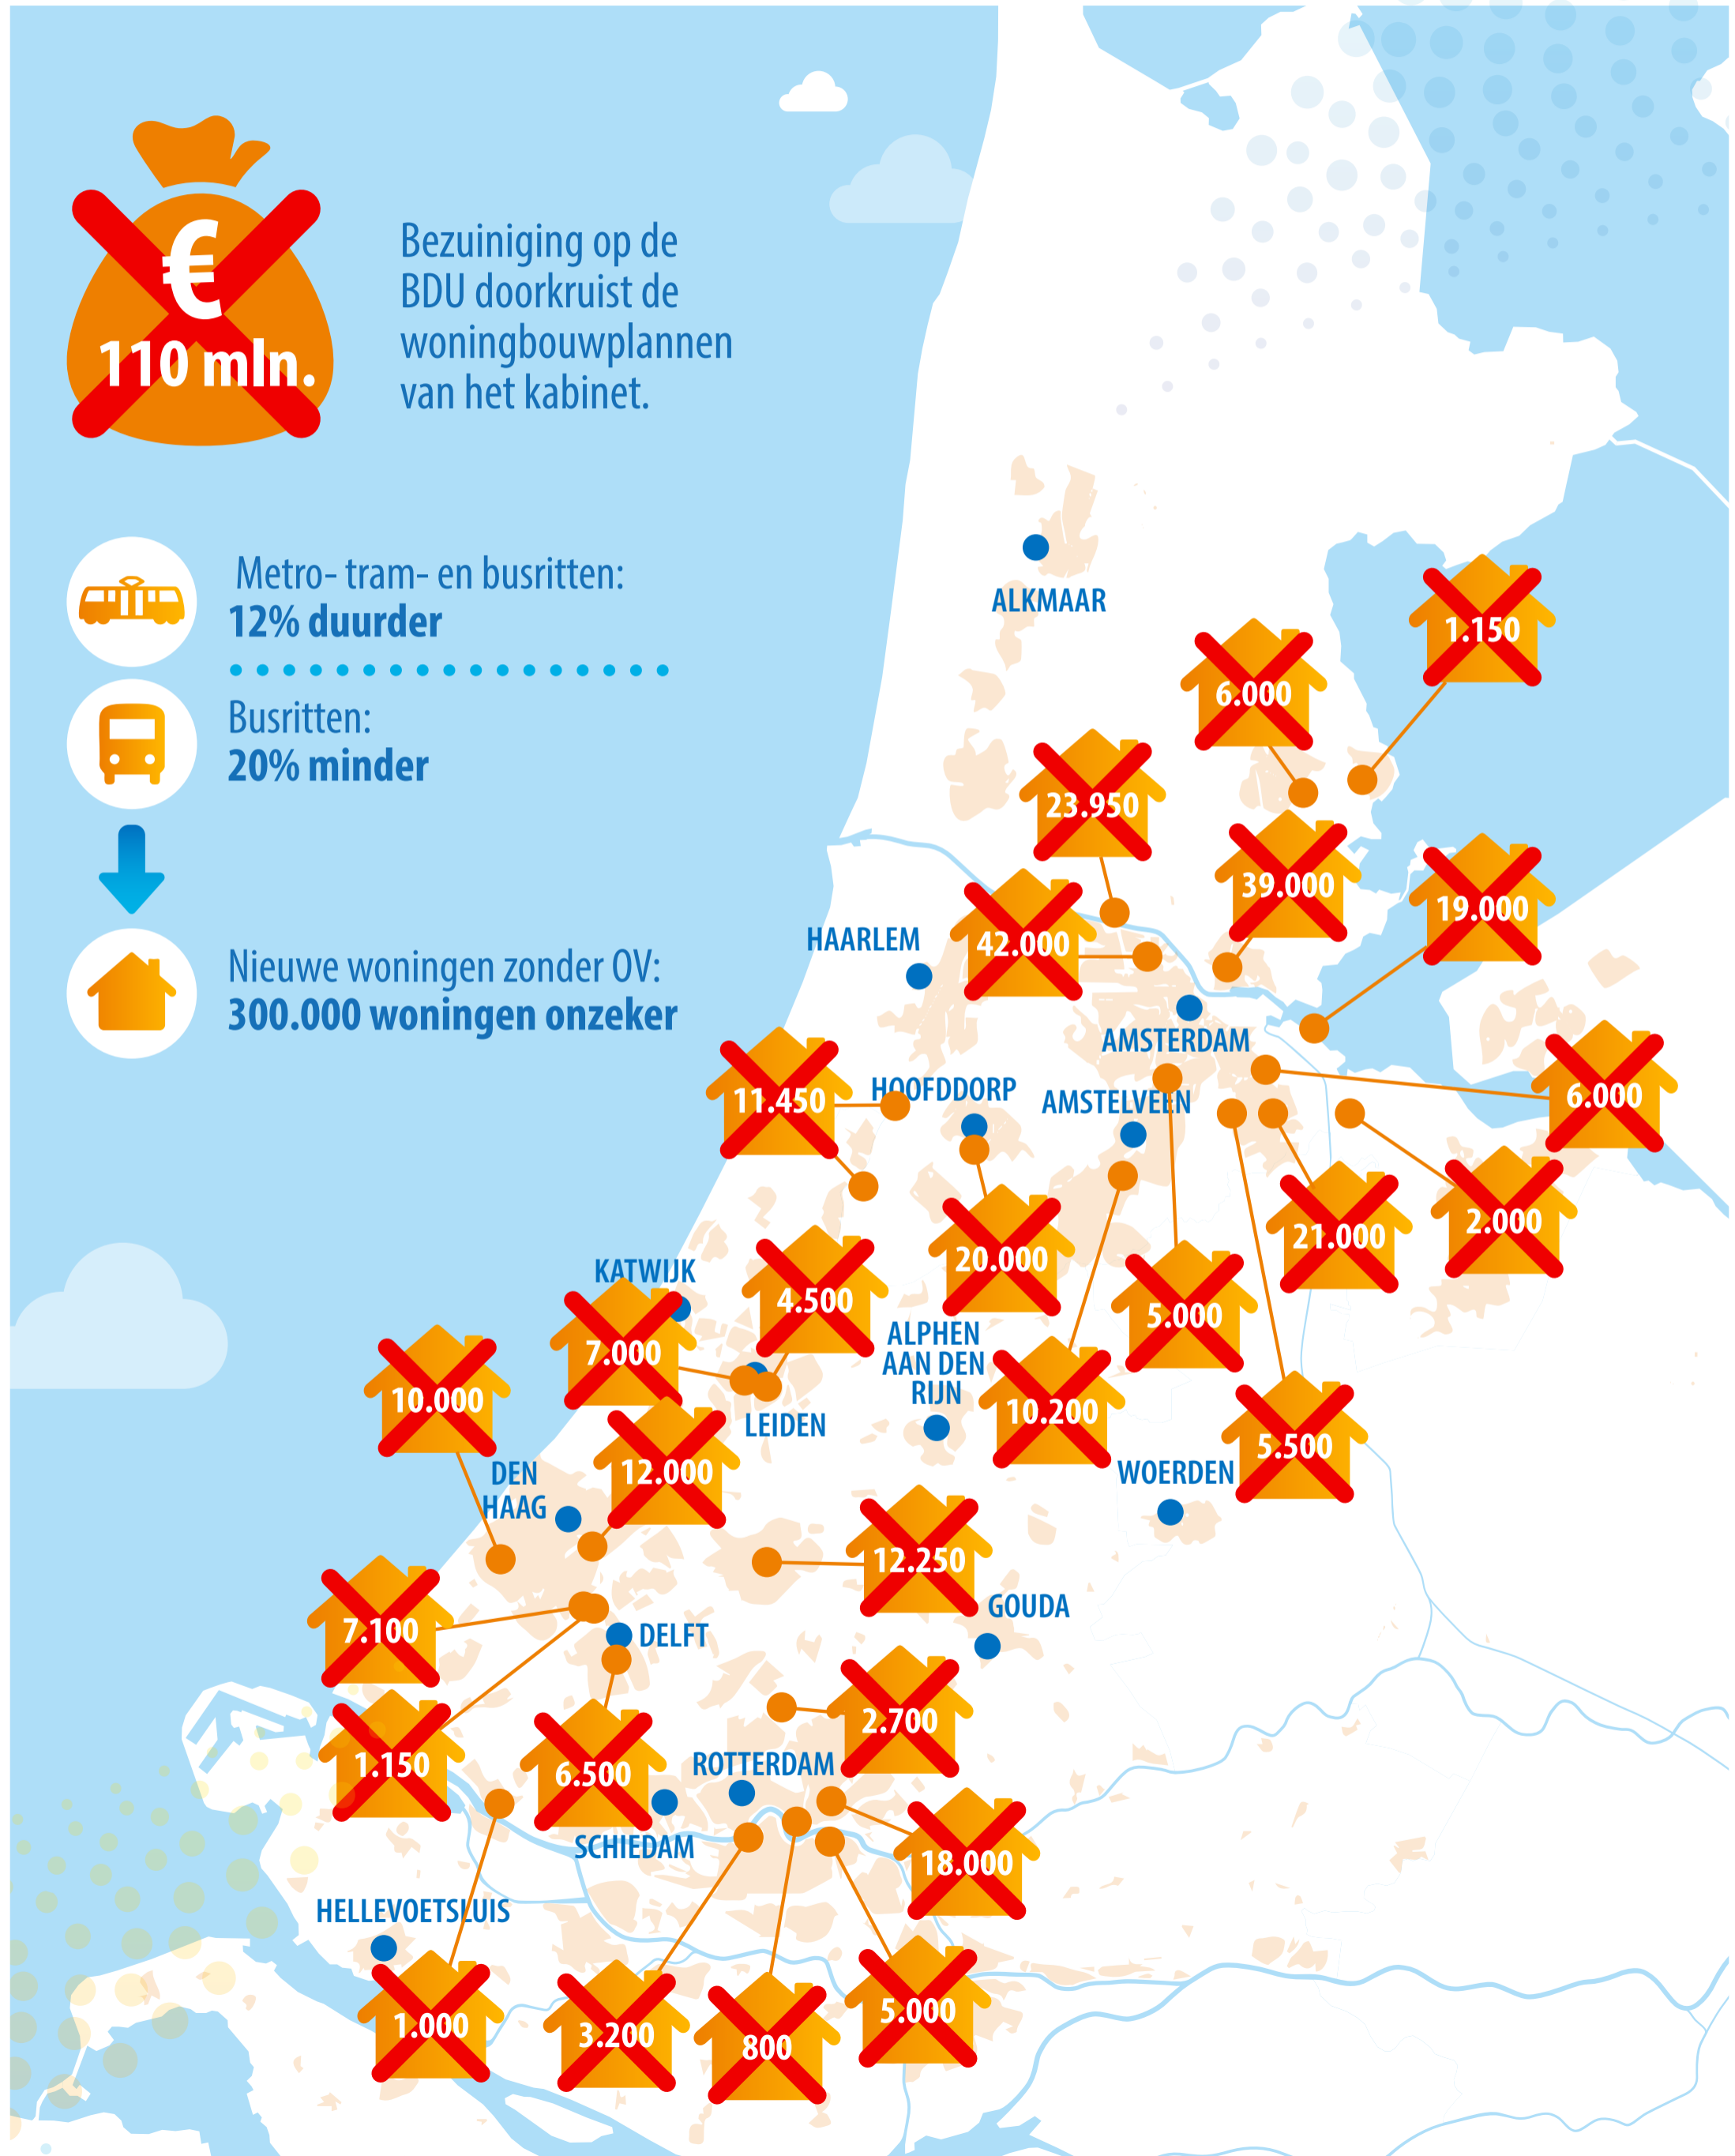 €
110 mln.
Bezuiniging op de
BDU doorkruist de
woningbouwplannen
van het kabinet.
Metro- tram- en busritten:
12% duurder
Busritten:
20% minder
Nieuwe woningen zonder OV:
300.000 woningen onzeker
ALKMAAR
1.150
6.000
23.950
39.000
19.000
42.000
HAARLEM
AMSTERDAM
HOOFDDORP
AMSTELVEEN
11.450
6.000
2.000
21.000
20.000
5.000
KATWIJK
4.500
7.000
ALPHEN
AAN DEN
RIJN
10.000
10.200
LEIDEN
5.500
12.000
WOERDEN
DEN
HAAG
12.250
GOUDA
7.100
DELFT
2.700
1.150
6.500
ROTTERDAM
SCHIEDAM
18.000
HELLEVOETSLUIS
5.000
1.000
3.200
800